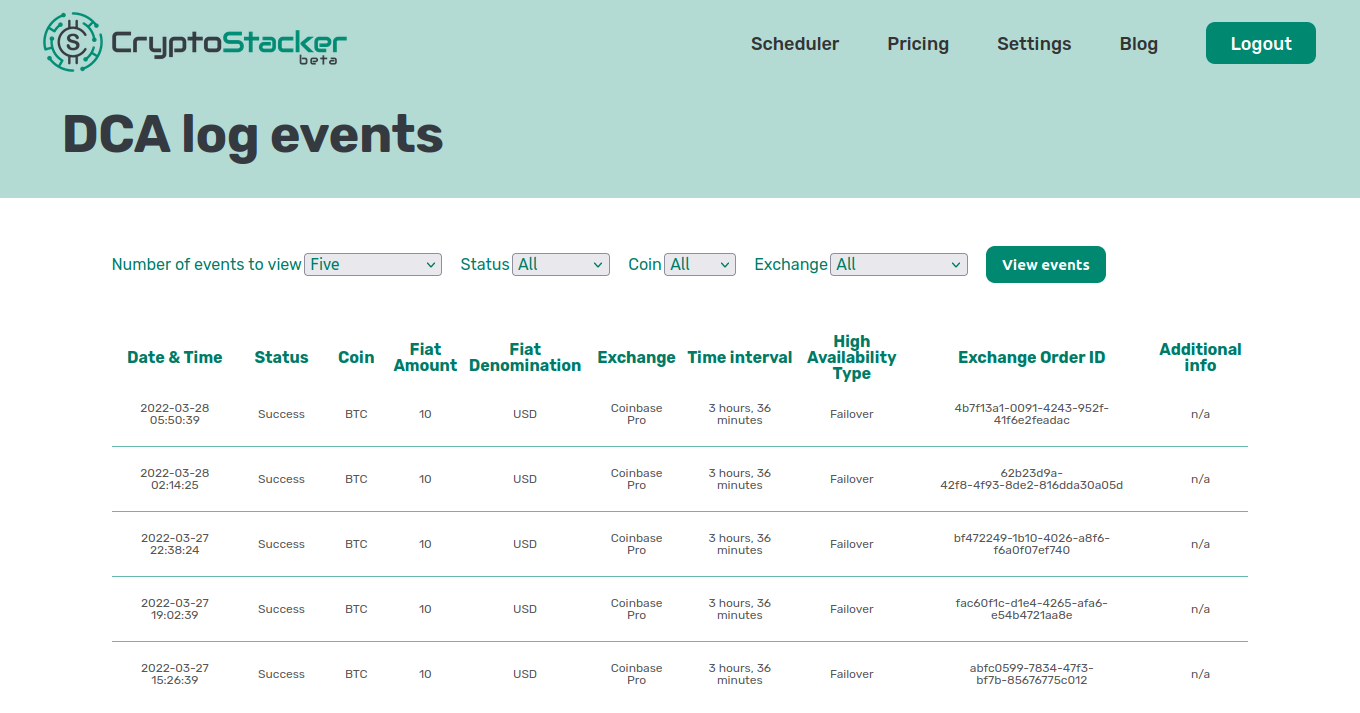 CryptoStacker
beta
Scheduler Pricing Settings Blog Logout
DCA log events
Number of events to view Five Status All Coin All Exchange All View events
Date & Time Status Coin Fiat Amount Fiat Denomination Exchange Time interval High Availability Type Exchange Order ID Additional info
2022-03-28 05:50:39 Success BTC 10 USD Coinbase Pro 3 hours, 36 minutes Failover 4b7f13a1-0091-4243-952f-41f6e2feadac n/a
2022-03-28 02:14:25 Success BTC 10 USD Coinbase Pro 3 hours, 36 minutes Failover 62b23d9a-42f8-4f93-8de2-816dda30a05d n/a
2022-03-27 22:38:24 Success BTC 10 USD Coinbase Pro 3 hours, 36 minutes Failover bf472249-1b10-4026-a8f6-f6a0f07ef740 n/a
2022-03-27 19:02:39 Success BTC 10 USD Coinbase Pro 3 hours, 36 minutes Failover fac60f1c-d1e4-4265-afa6-e54b4721aa8e n/a
2022-03-27 15:26:39 Success BTC 10 USD Coinbase Pro 3 hours, 36 minutes Failover abfc0599-7834-47f3-bf7b-85676775c012 n/a